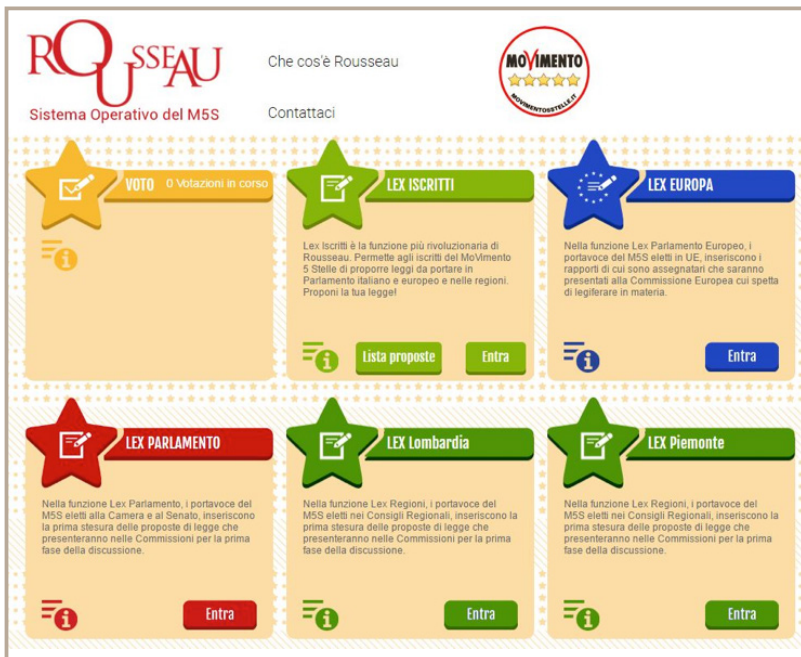 ROUSSEAU
Sistema Operativo del M5S
Che cos'è Rousseau
Contattaci
MOVIMENTO
MOVIMENTO5STELLE.IT
VOTO 0 Votazioni in corso
LEX ISCRITTI
Lex Iscritti è la funzione più rivoluzionaria di
Rousseau. Permette agli iscritti del MoVimento
5 Stelle di proporre leggi da portare in
Parlamento italiano e europeo e nelle regioni.
Proponi la tua legge!
Lista proposte
Entra
LEX EUROPA
Nella funzione Lex Parlamento Europeo, i
portavoce del M5S eletti in UE, inseriscono i
rapporti di cui sono assegnatari che saranno
presentati alla Commissione Europea cui spetta
di legiferare in materia.
Entra
LEX PARLAMENTO
Nella funzione Lex Parlamento, i portavoce del
M5S eletti alla Camera e al Senato, inseriscono
la prima stesura delle proposte di legge che
presenteranno nelle Commissioni per la prima
fase della discussione.
Entra
LEX Lombardia
Nella funzione Lex Regioni, i portavoce del
M5S eletti nei Consigli Regionali, inseriscono la
prima stesura delle proposte di legge che
presenteranno nelle Commissioni per la prima
fase della discussione.
Entra
LEX Piemonte
Nella funzione Lex Regioni, i portavoce del
M5S eletti nei Consigli Regionali, inseriscono la
prima stesura delle proposte di legge che
presenteranno nelle Commissioni per la prima
fase della discussione.
Entra